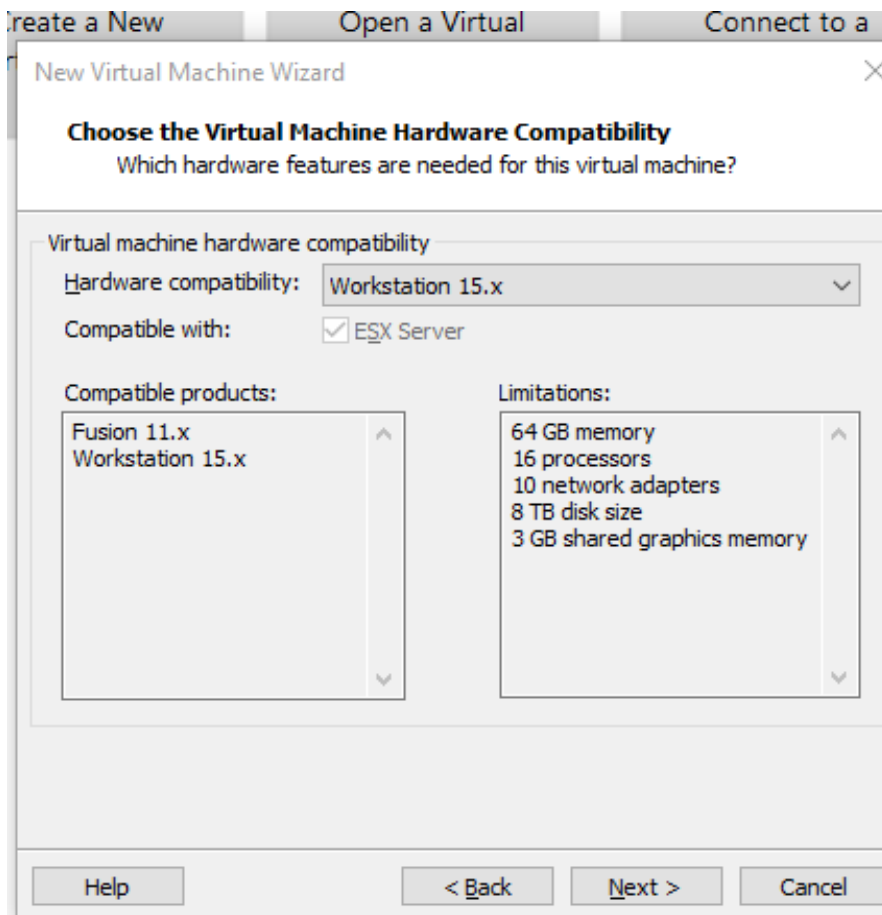 Create a New
Open a Virtual
Connect to a
New Virtual Machine Wizard
Choose the Virtual Machine Hardware Compatibility
Which hardware features are needed for this virtual machine?
Virtual machine hardware compatibility
Hardware compatibility:
Workstation 15.x
Compatible with:
ESX Server
Compatible products:
Limitations:
Fusion 11.x
Workstation 15.x
64 GB memory
16 processors
10 network adapters
8 TB disk size
3 GB shared graphics memory
Help
< Back
Next >
Cancel